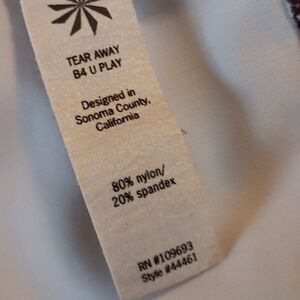 TEAR AWAY
B4 U PLAY
Designed in
Sonoma County,
California
80% nylon/
20% spandex
RN #109693
Style #44461